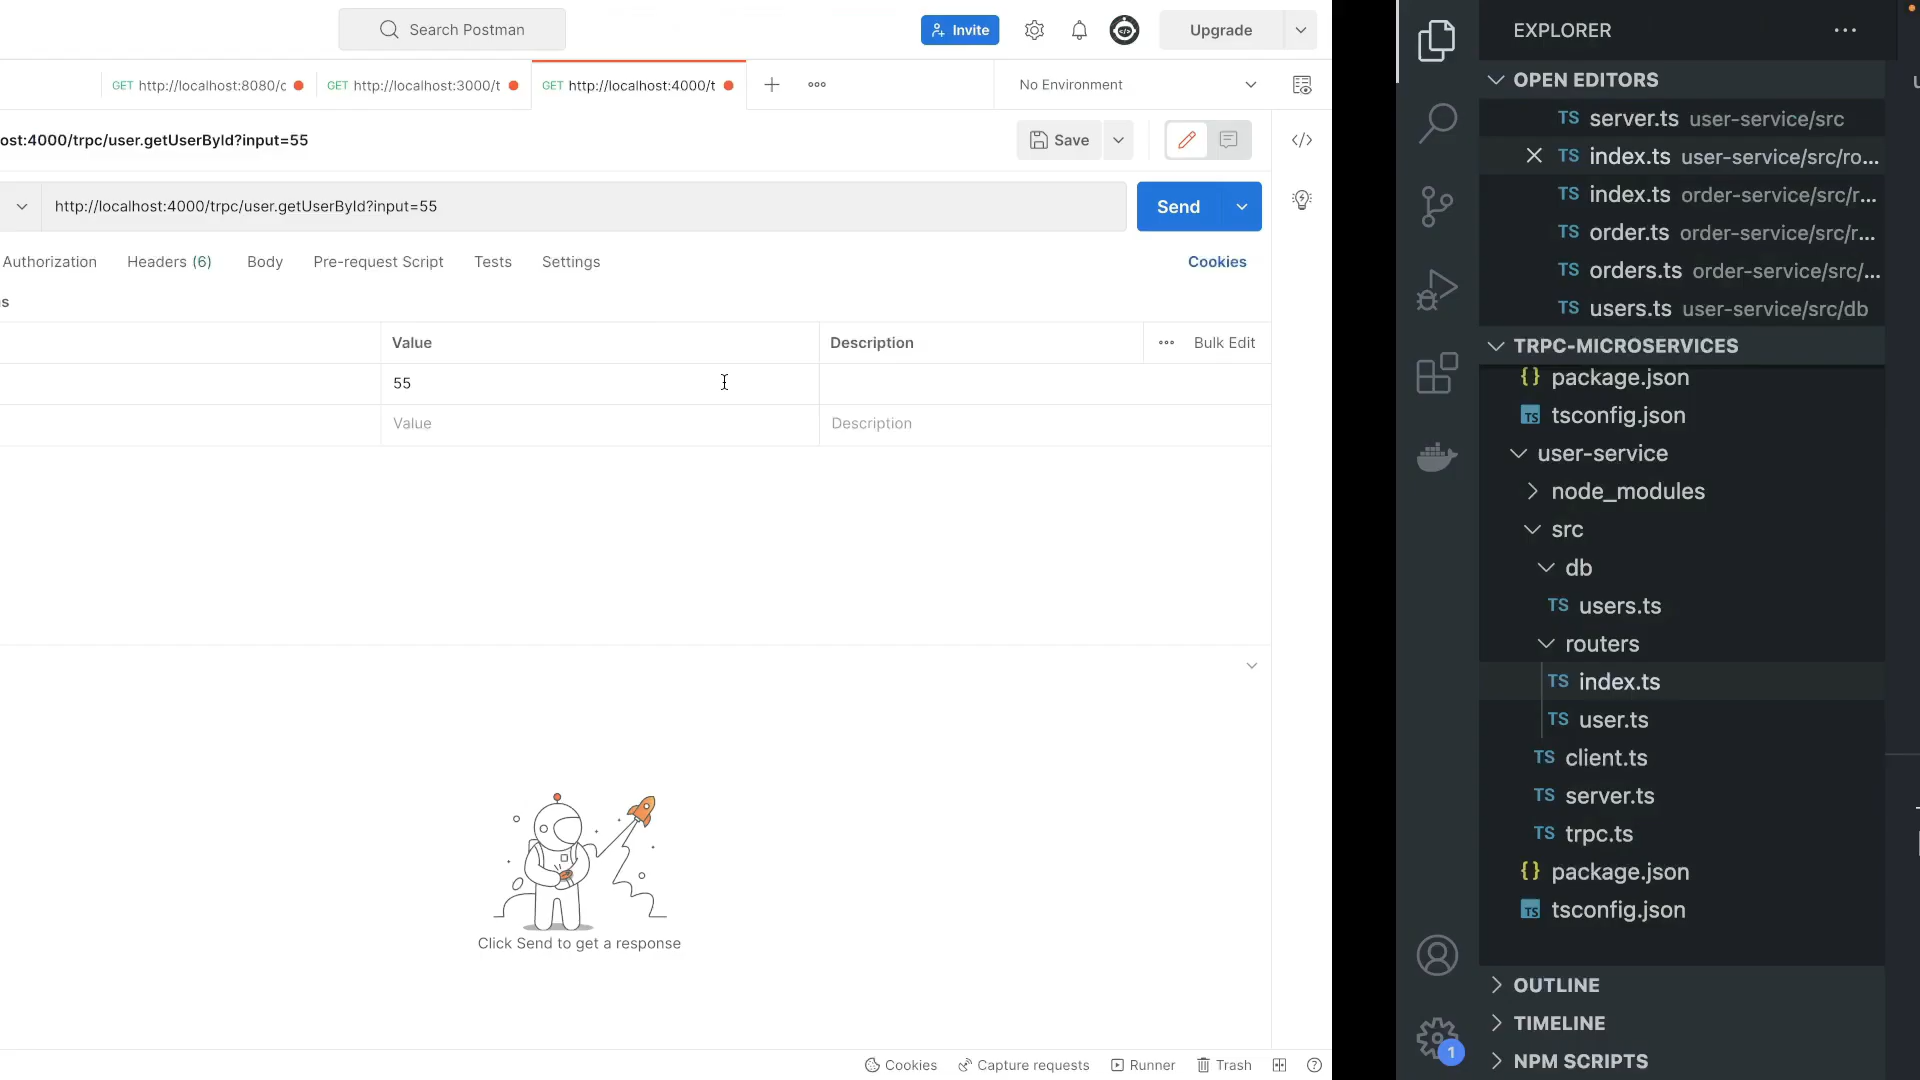 Search Postman
Invite
Upgrade
GET http://localhost:8080/c
GET http://localhost:3000/t
GET http://localhost:4000/t
No Environment
ost:4000/trpc/user.getUserById?input=55
Save
http://localhost:4000/trpc/user.getUserById?input=55
Send
Authorization
Headers (6)
Body
Pre-request Script
Tests
Settings
Cookies
s
Value
Description
Bulk Edit
55
Value
Description
Click Send to get a response
Cookies
Capture requests
Runner
Trash
EXPLORER
OPEN EDITORS
TS server.ts user-service/src
TS index.ts user-service/src/ro...
TS index.ts order-service/src/r...
TS order.ts order-service/src/r...
TS orders.ts order-service/src/...
TS users.ts user-service/src/db
TRPC-MICROSERVICES
{} package.json
TS tsconfig.json
user-service
node_modules
src
db
TS users.ts
routers
TS index.ts
TS user.ts
TS client.ts
TS server.ts
TS trpc.ts
{} package.json
TS tsconfig.json
1
OUTLINE
TIMELINE
NPM SCRIPTS